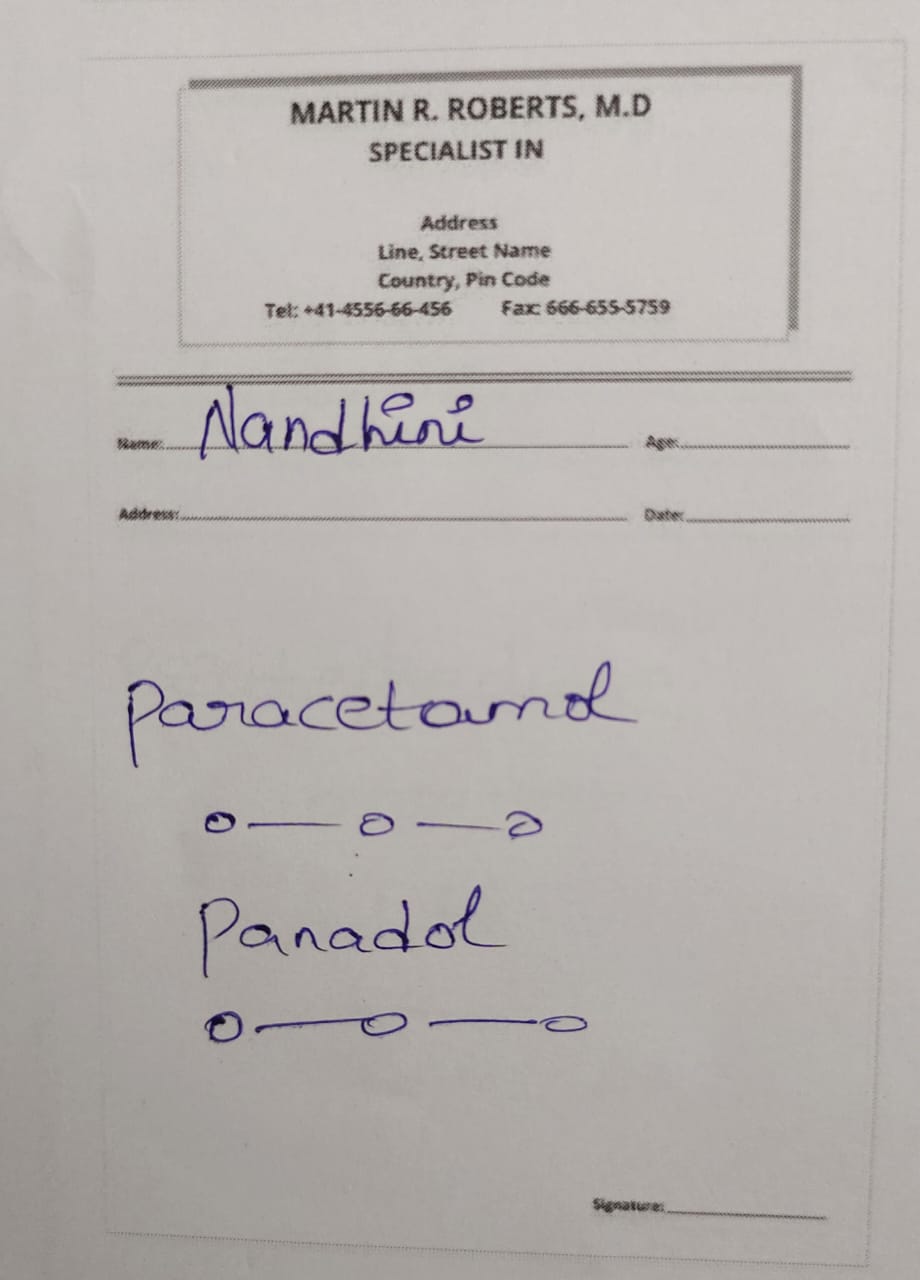 MARTIN R. ROBERTS, M.D
SPECIALIST IN
Address
Line, Street Name
Country, Pin Code
Tel: +41-4556-66-456 Fax: 666-655-5759
Name: Nandhini Age:
Address: Date:
Paracetamol
0 — 0 — 0
Panadol
0 — 0 — 0
Signature: